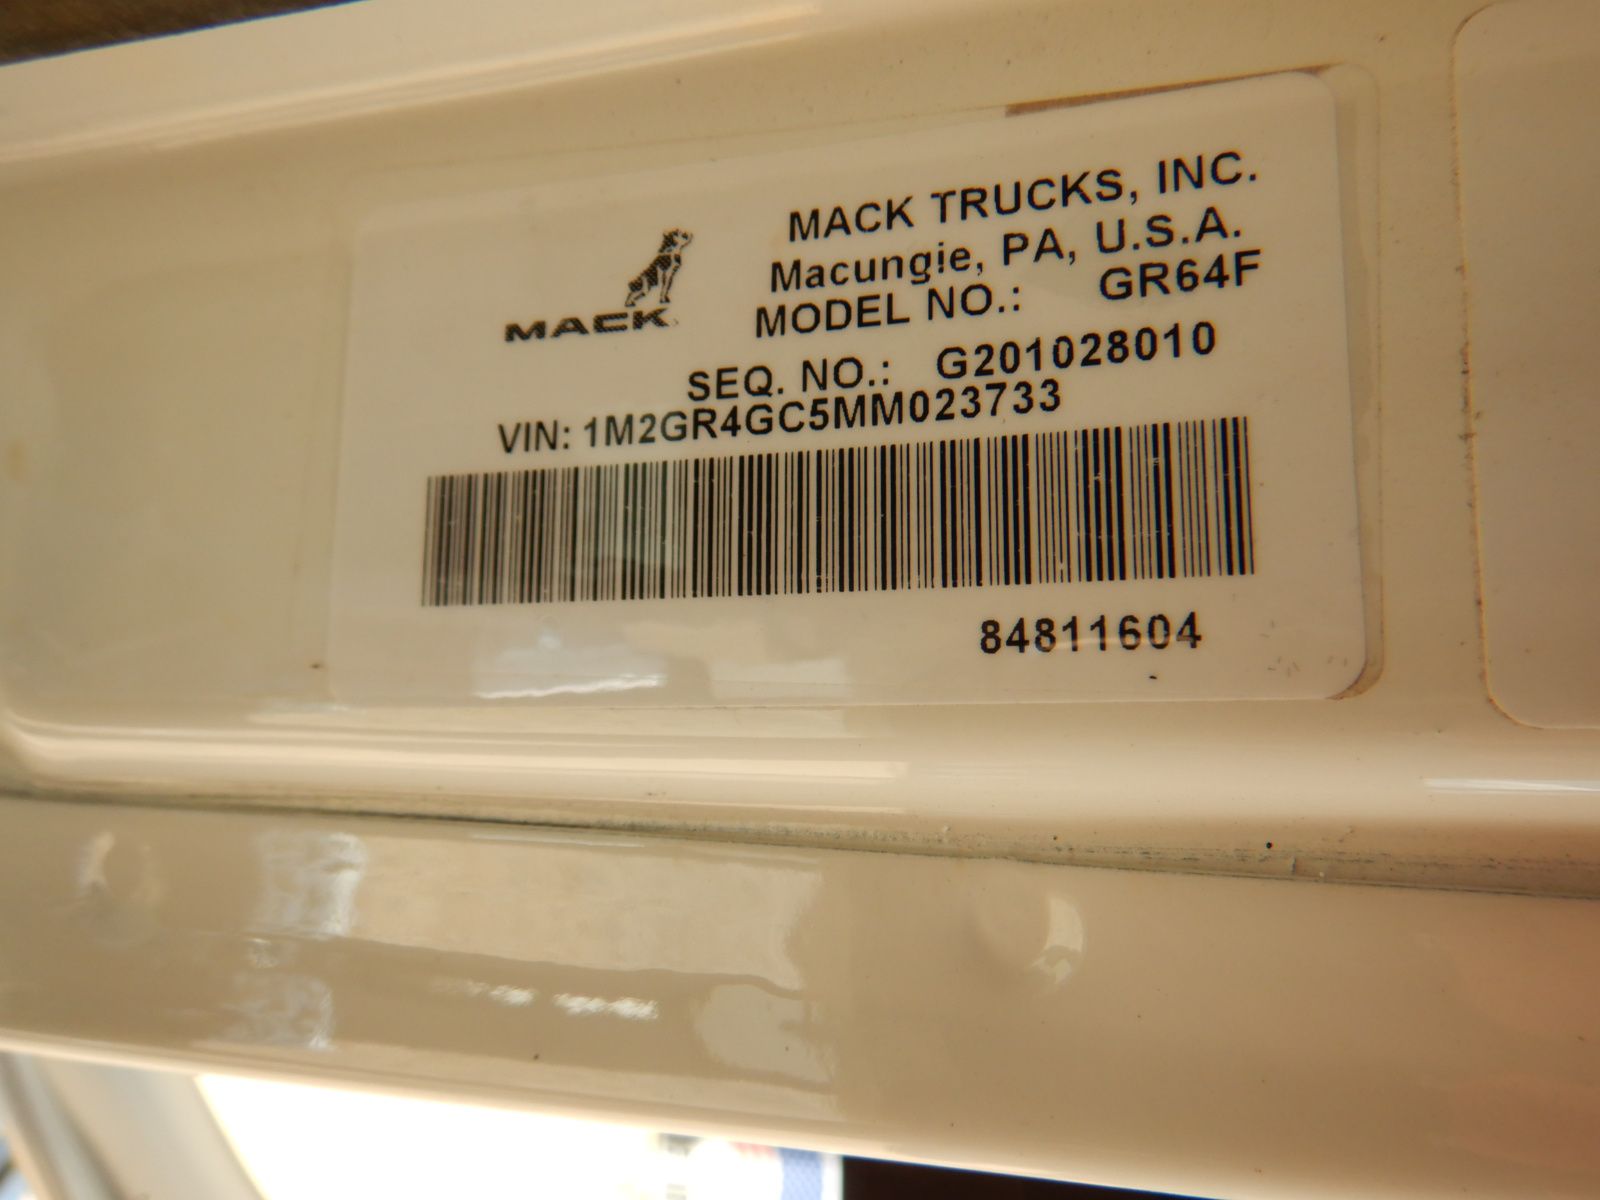 MACK TRUCKS, INC.
Macungie, PA, U.S.A.
MACK
MODEL NO.: GR64F
SEQ. NO.: G201028010
VIN: 1M2GR4GC5MM023733
84811604